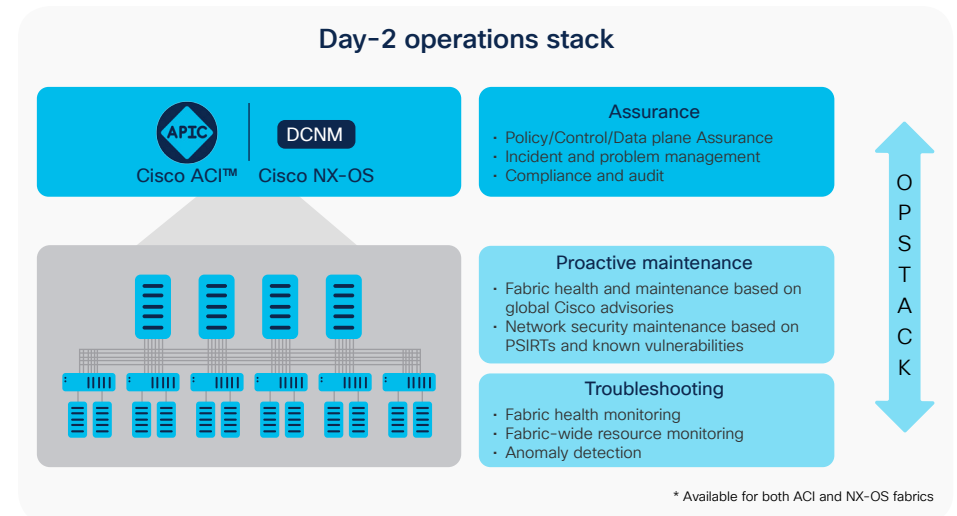 Day-2 operations stack
APIC
DCNM
Cisco ACI™
Cisco NX-OS
Assurance
· Policy/Control/Data plane Assurance
· Incident and problem management
· Compliance and audit
Proactive maintenance
· Fabric health and maintenance based on
global Cisco advisories
· Network security maintenance based on
PSIRTs and known vulnerabilities
Troubleshooting
· Fabric health monitoring
· Fabric-wide resource monitoring
· Anomaly detection
O
P
S
T
A
C
K
* Available for both ACI and NX-OS fabrics